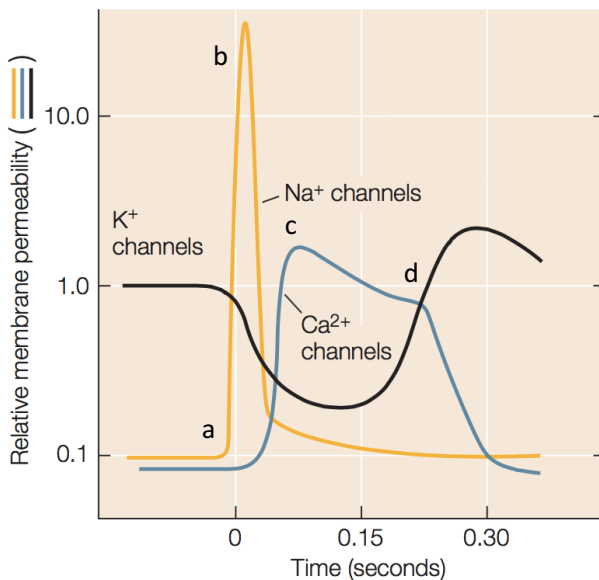 Relative membrane permeability ( )
b
10.0
Na⁺ channels
c
K⁺
channels
d
1.0
Ca²⁺
channels
a
0.1
0
0.15
0.30
Time (seconds)